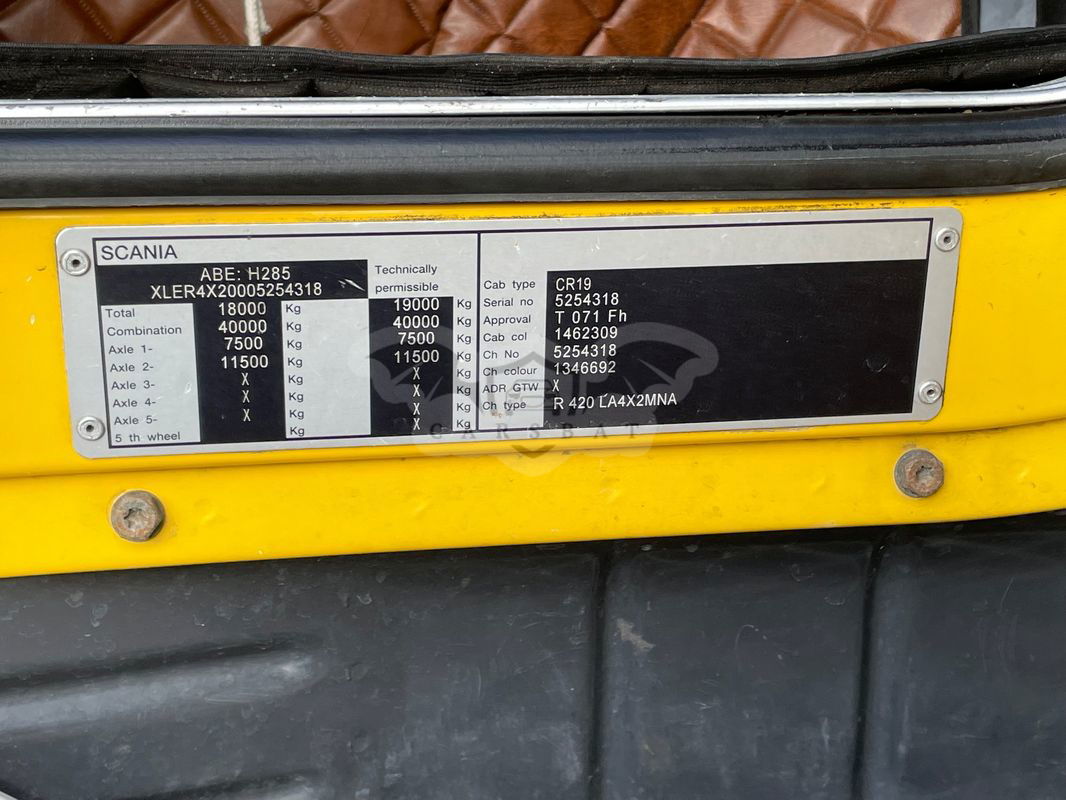 SCANIA
ABE: H285
XLER4X20005254318
Technically
permissible
Total 18000 Kg 19000 Kg
Combination 40000 Kg 40000 Kg
Axle 1- 7500 Kg 7500 Kg
Axle 2- 11500 Kg 11500 Kg
Axle 3- X Kg X Kg
Axle 4- X Kg X Kg
Axle 5- X Kg X Kg
5 th wheel Kg X Kg
Cab type CR19
Serial no 5254318
Approval T 071 Fh
Cab col 1462309
Ch No 5254318
Ch colour 1346692
ADR GTW X
Ch type R 420 LA4X2MNA
CARSBAT